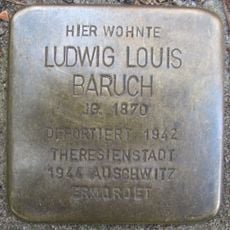 HIER WOHNTE
LUDWIG LOUIS
BARUCH
JG. 1870
DEPORTIERT 1942
THERESIENSTADT
1944 AUSCHWITZ
ERMORDET